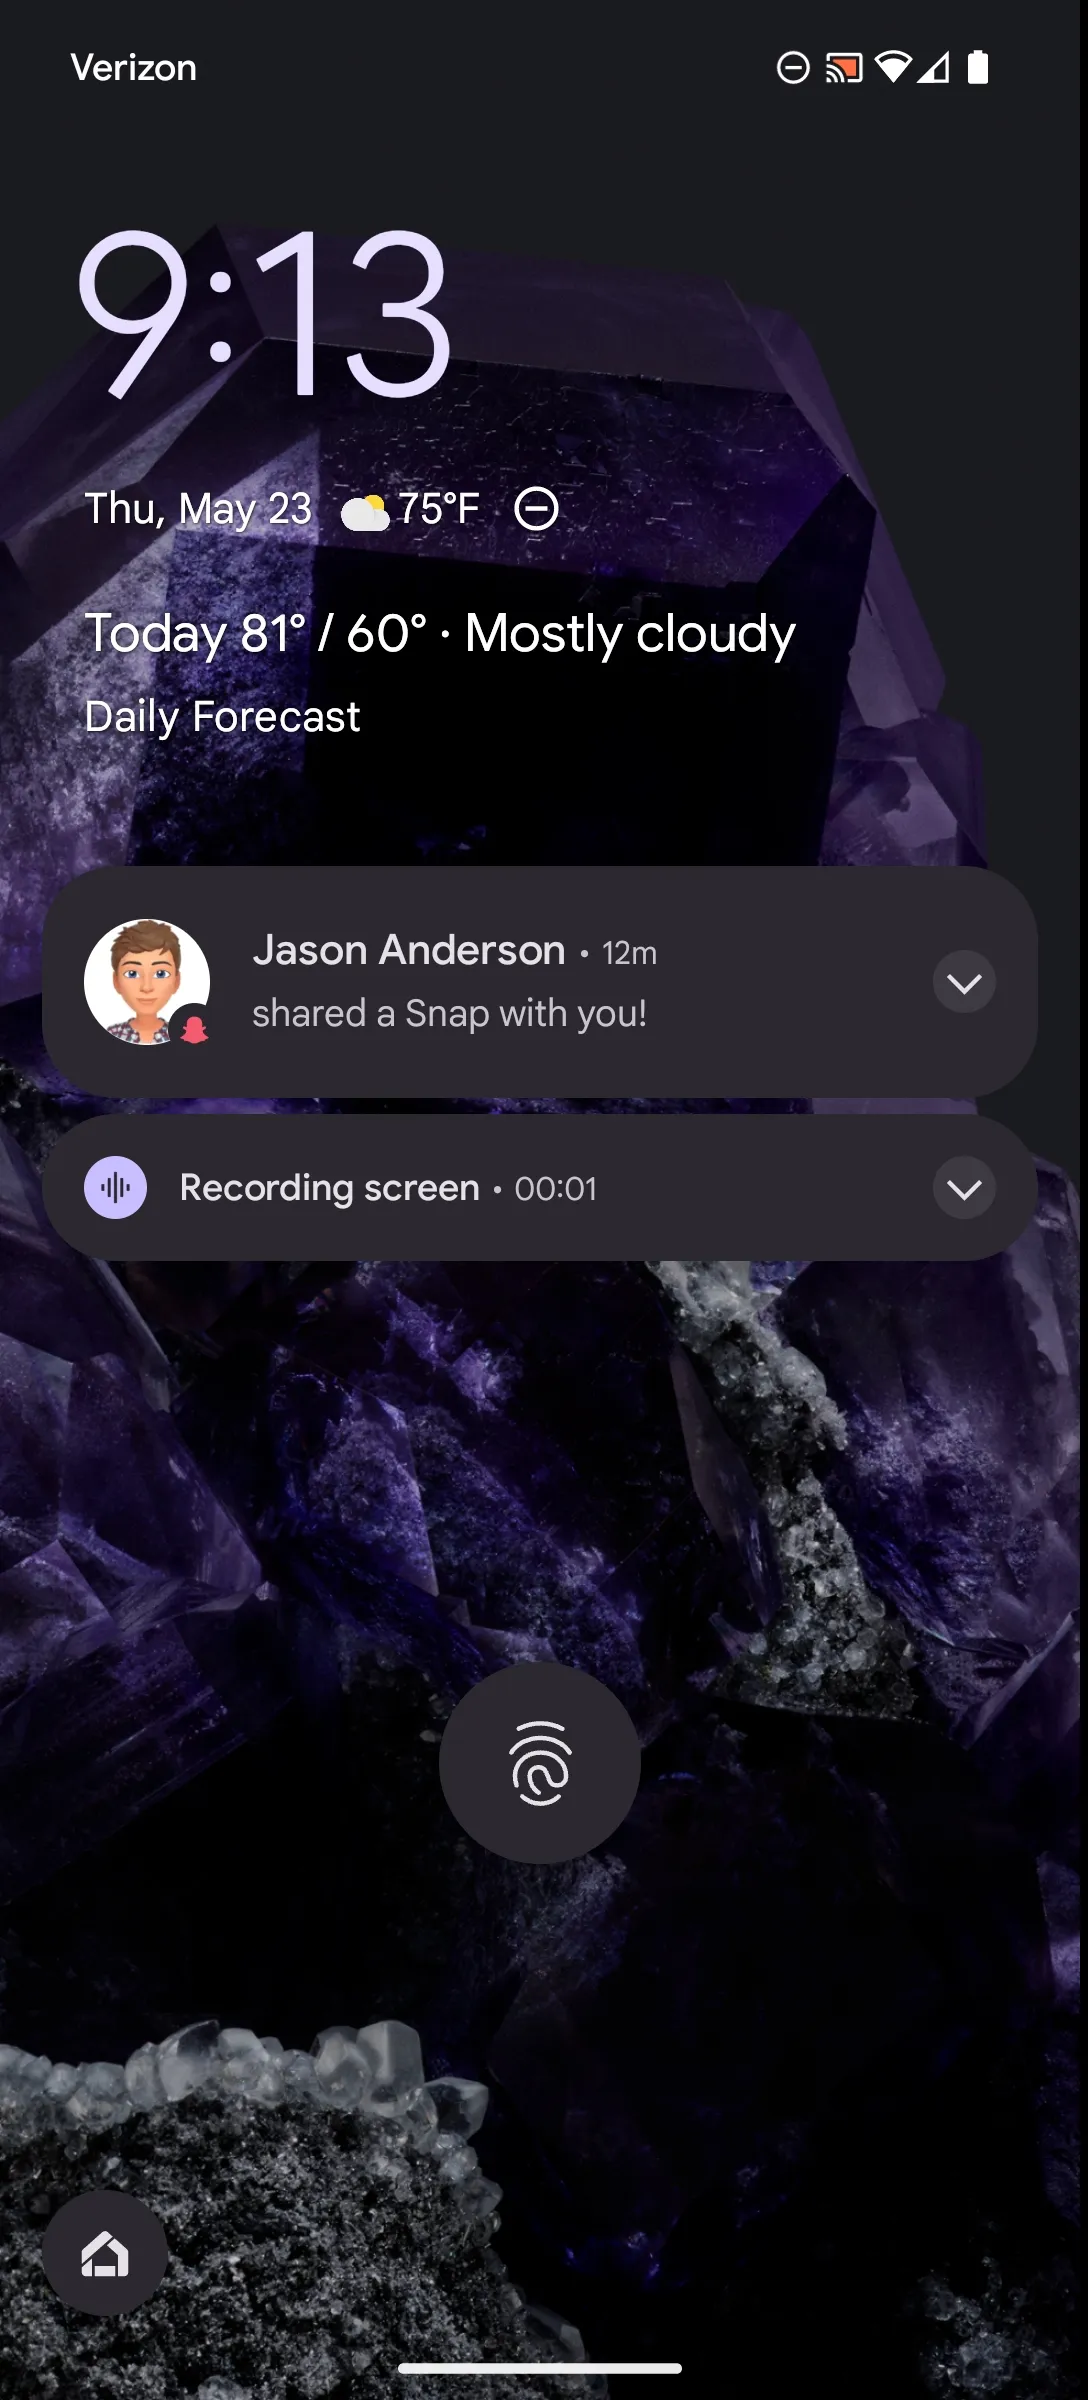 Verizon
9:13
Thu, May 23 75°F
Today 81° / 60° · Mostly cloudy
Daily Forecast
Jason Anderson · 12m
shared a Snap with you!
Recording screen · 00:01